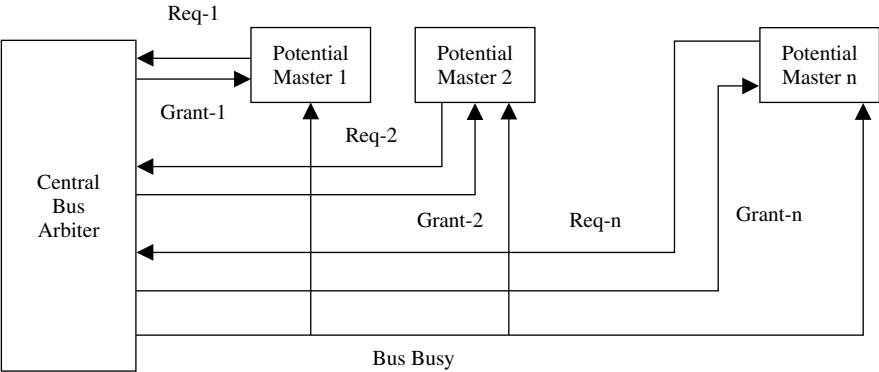 Req-1
Potential
Master 1
Potential
Master 2
Potential
Master n
Grant-1
Req-2
Central
Bus
Arbiter
Grant-2
Req-n
Grant-n
Bus Busy